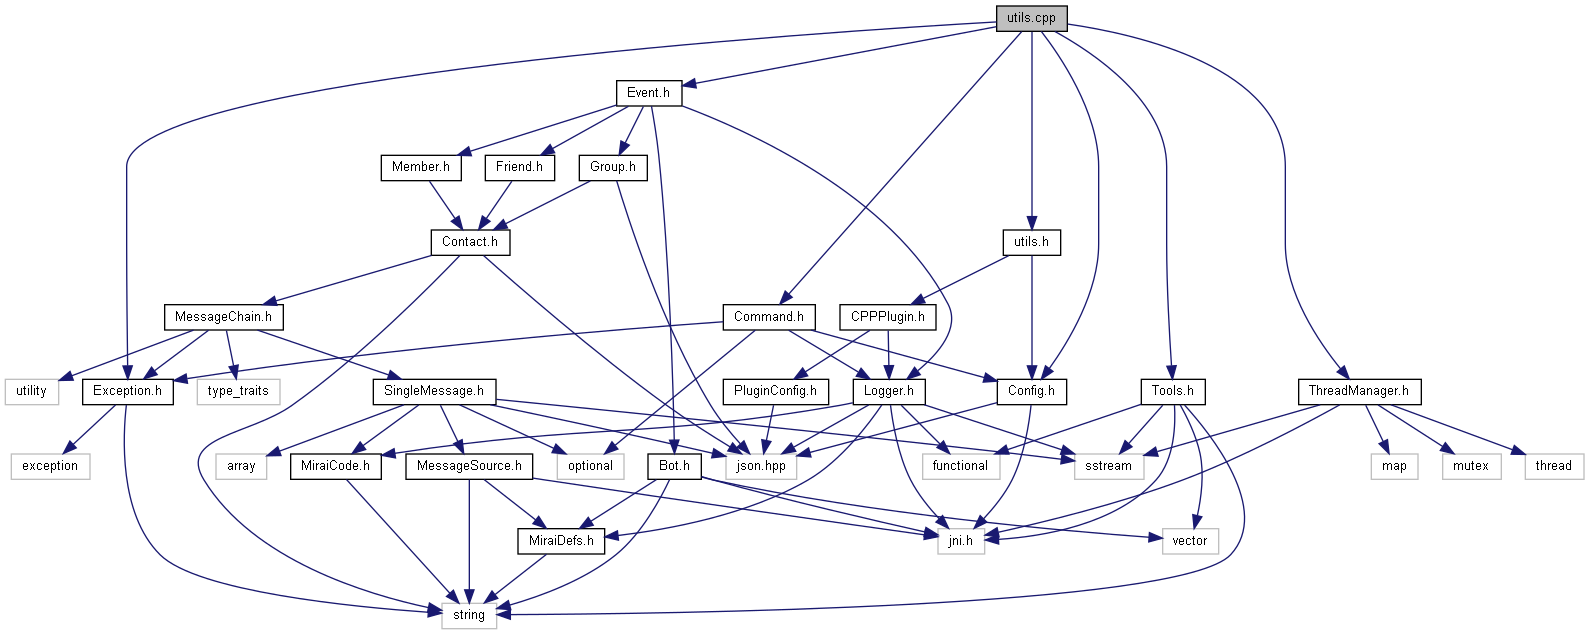 utils.cpp
Event.h
Member.h
Friend.h
Group.h
Contact.h
utils.h
MessageChain.h
Command.h
CPPPlugin.h
utility
Exception.h
type_traits
SingleMessage.h
PluginConfig.h
Logger.h
Config.h
Tools.h
ThreadManager.h
exception
array
MiraiCode.h
MessageSource.h
optional
Bot.h
json.hpp
functional
sstream
map
mutex
thread
MiraiDefs.h
jni.h
vector
string